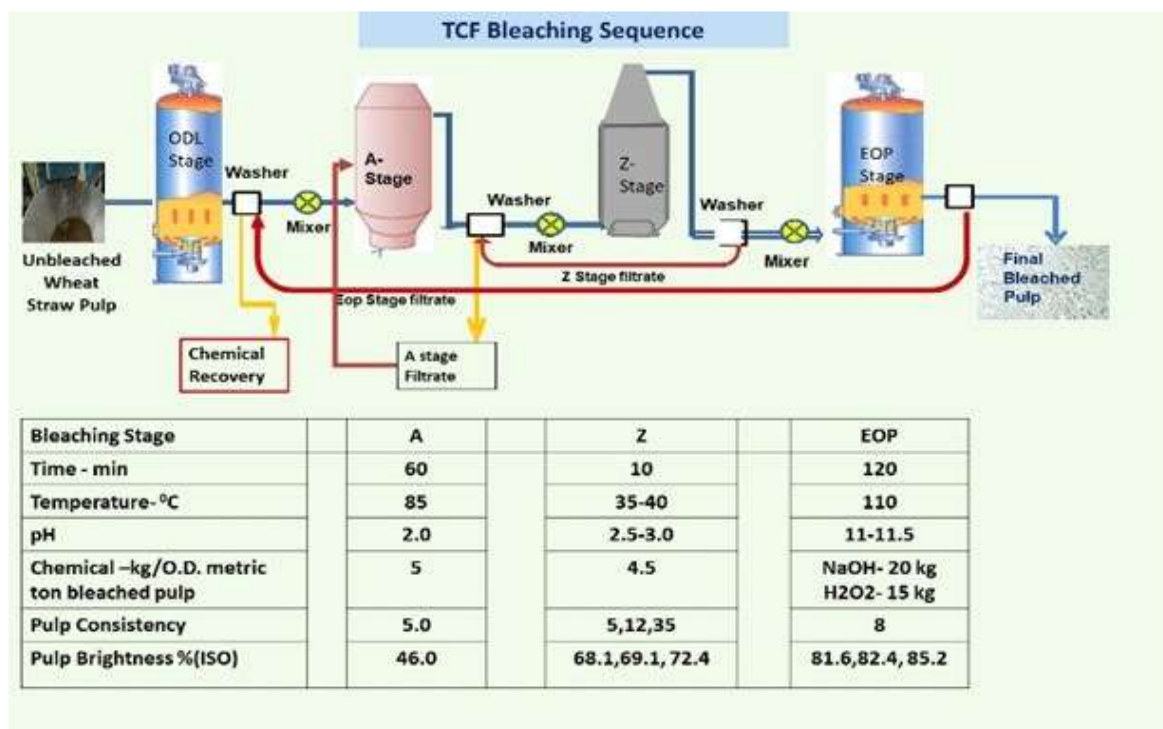 TCF Bleaching Sequence
ODL
Stage
Washer
Mixer
A-
Stage
Washer
Mixer
Z-
Stage
Washer
Mixer
EOP
Stage
Unbleached
Wheat
Straw Pulp
Z Stage filtrate
Eop Stage filtrate
Final
Bleached
Pulp
Chemical
Recovery
A stage
Filtrate
Bleaching Stage A Z EOP
Time - min 60 10 120
Temperature- ⁰C 85 35-40 110
pH 2.0 2.5-3.0 11-11.5
Chemical –kg/O.D. metric 5 4.5 NaOH- 20 kg
ton bleached pulp H2O2- 15 kg
Pulp Consistency 5.0 5,12,35 8
Pulp Brightness %(ISO) 46.0 68.1,69.1, 72.4 81.6,82.4, 85.2